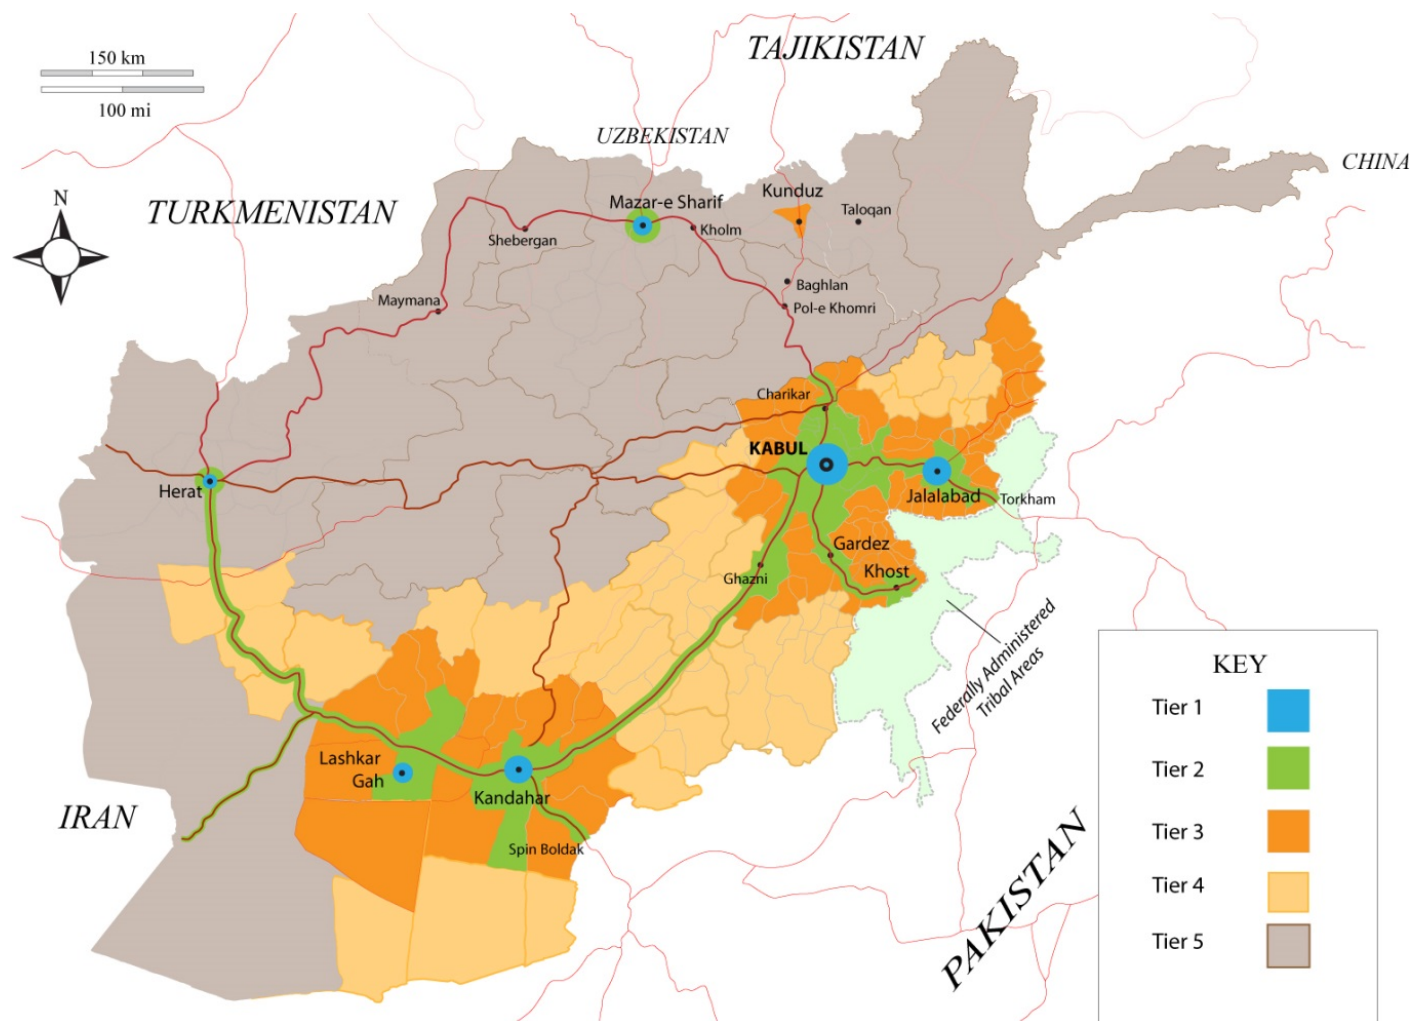 150 km
100 mi
TAJIKISTAN
UZBEKISTAN
CHINA
N
TURKMENISTAN
Mazar-e Sharif
Kunduz
Taloqan
Shebergan
Kholm
Baghlan
Maymana
Pol-e Khomri
Charikar
KABUL
Herat
Jalalabad
Torkham
Gardez
Ghazni
Khost
Federally Administered
Tribal Areas
Lashkar
Gah
Kandahar
IRAN
Spin Boldak
PAKISTAN
KEY
Tier 1
Tier 2
Tier 3
Tier 4
Tier 5